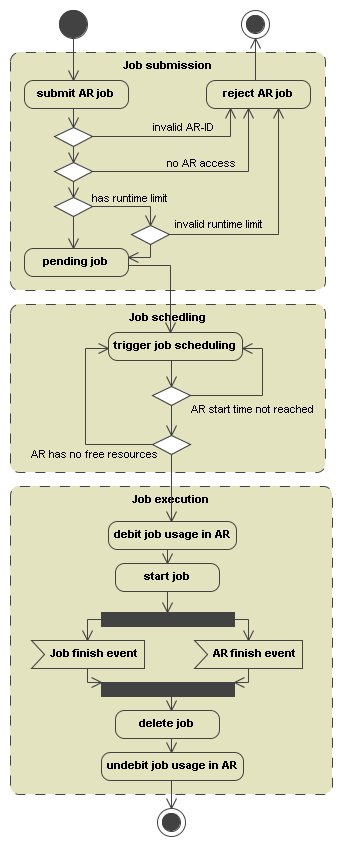 Job submission
submit AR job
reject AR job
invalid AR-ID
no AR access
has runtime limit
invalid runtime limit
pending job
Job schedling
trigger job scheduling
AR start time not reached
AR has no free resources
Job execution
debit job usage in AR
start job
Job finish event
AR finish event
delete job
undebit job usage in AR